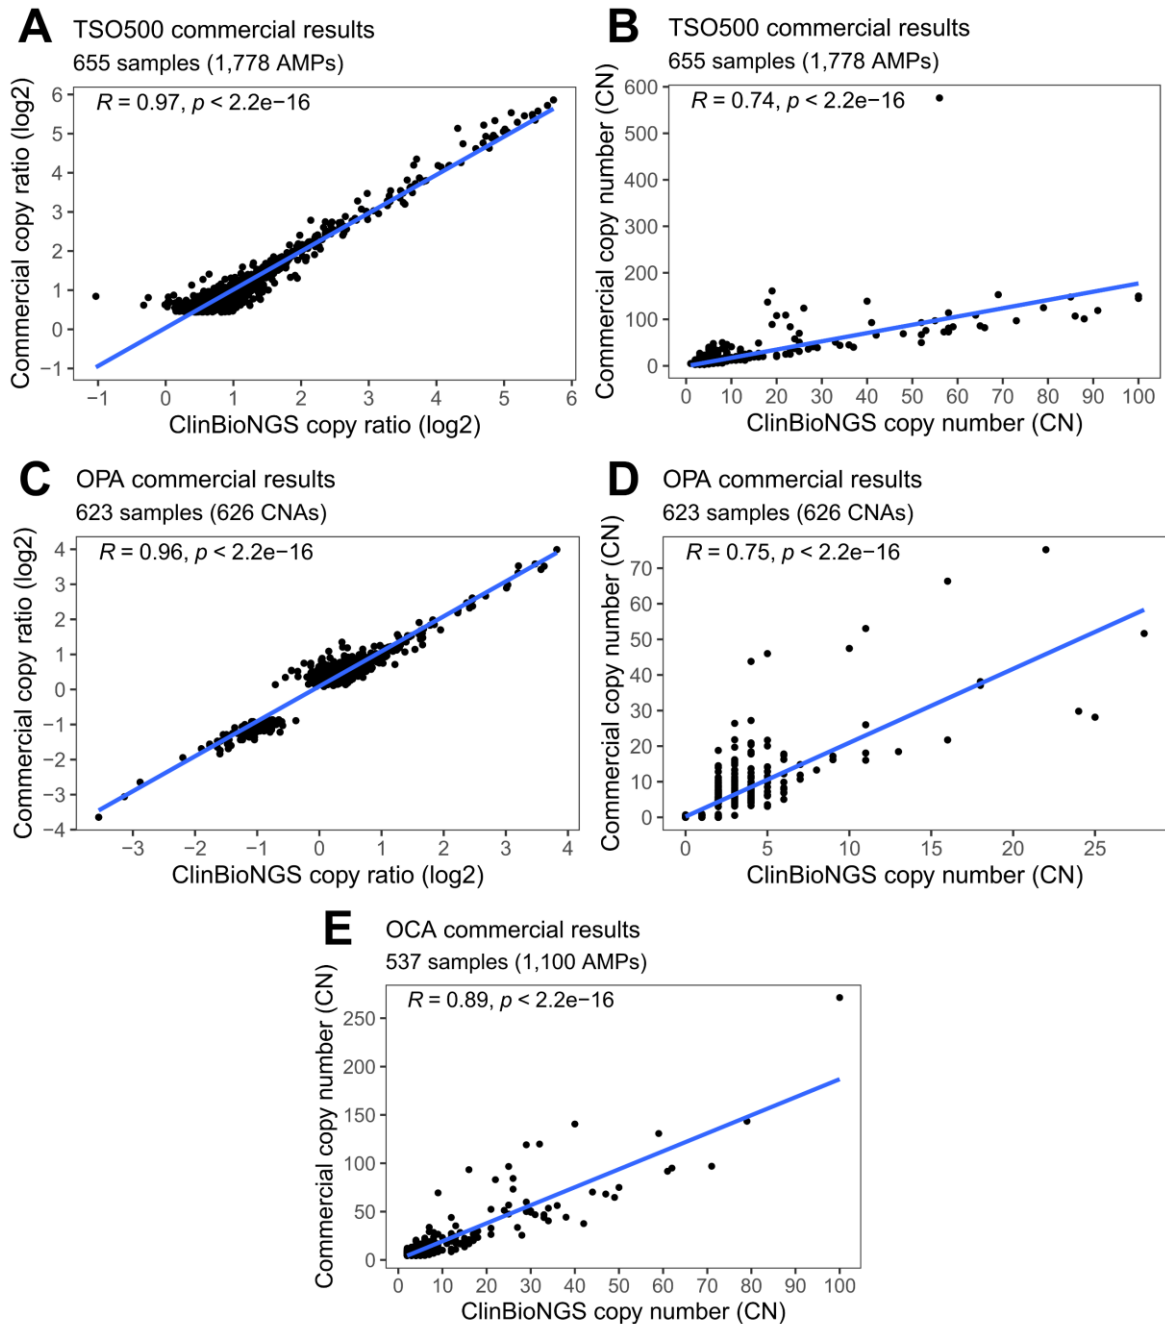 A
TSO500 commercial results
655 samples (1,778 AMPs)
R = 0.97, p < 2.2e−16
Commercial copy ratio (log2)
6
5
4
3
2
1
0
−1
−1 0 1 2 3 4 5 6
ClinBioNGS copy ratio (log2)
B
TSO500 commercial results
655 samples (1,778 AMPs)
R = 0.74, p < 2.2e−16
Commercial copy number (CN)
600
500
400
300
200
100
0
0 10 20 30 40 50 60 70 80 90 100
ClinBioNGS copy number (CN)
C
OPA commercial results
623 samples (626 CNAs)
R = 0.96, p < 2.2e−16
Commercial copy ratio (log2)
4
3
2
1
0
−1
−2
−3
−4
−3 −2 −1 0 1 2 3 4
ClinBioNGS copy ratio (log2)
D
OPA commercial results
623 samples (626 CNAs)
R = 0.75, p < 2.2e−16
Commercial copy number (CN)
70
60
50
40
30
20
10
0
0 5 10 15 20 25
ClinBioNGS copy number (CN)
E
OCA commercial results
537 samples (1,100 AMPs)
R = 0.89, p < 2.2e−16
Commercial copy number (CN)
250
200
150
100
50
0
0 10 20 30 40 50 60 70 80 90 100
ClinBioNGS copy number (CN)